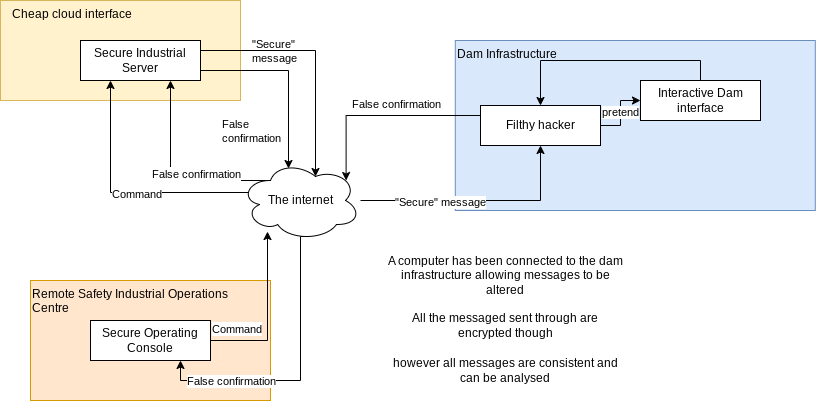 Cheap cloud interface
Secure Industrial
Server
"Secure"
message
False
confirmation
False confirmation
Command
The internet
Dam Infrastructure
Interactive Dam
interface
Filthy hacker
pretend
False confirmation
"Secure" message
A computer has been connected to the dam
infrastructure allowing messages to be
altered
All the messaged sent through are
encrypted though
however all messages are consistent and
can be analysed
Remote Safety Industrial Operations
Centre
Secure Operating
Console
Command
False confirmation